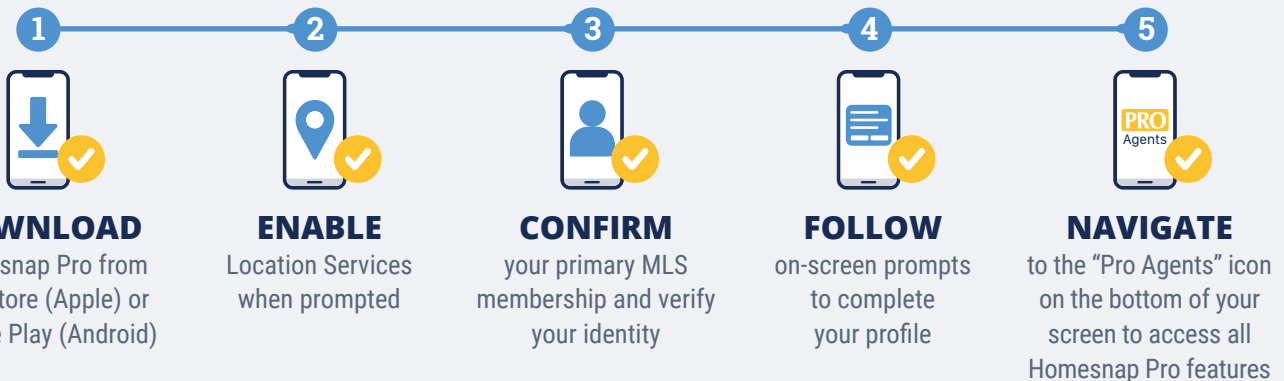 1
2
3
4
5
PRO
Agents
WNLOAD
snap Pro from
tore (Apple) or
Play (Android)
ENABLE
Location Services
when prompted
CONFIRM
your primary MLS
membership and verify
your identity
FOLLOW
on-screen prompts
to complete
your profile
NAVIGATE
to the “Pro Agents” icon
on the bottom of your
screen to access all
Homesnap Pro features